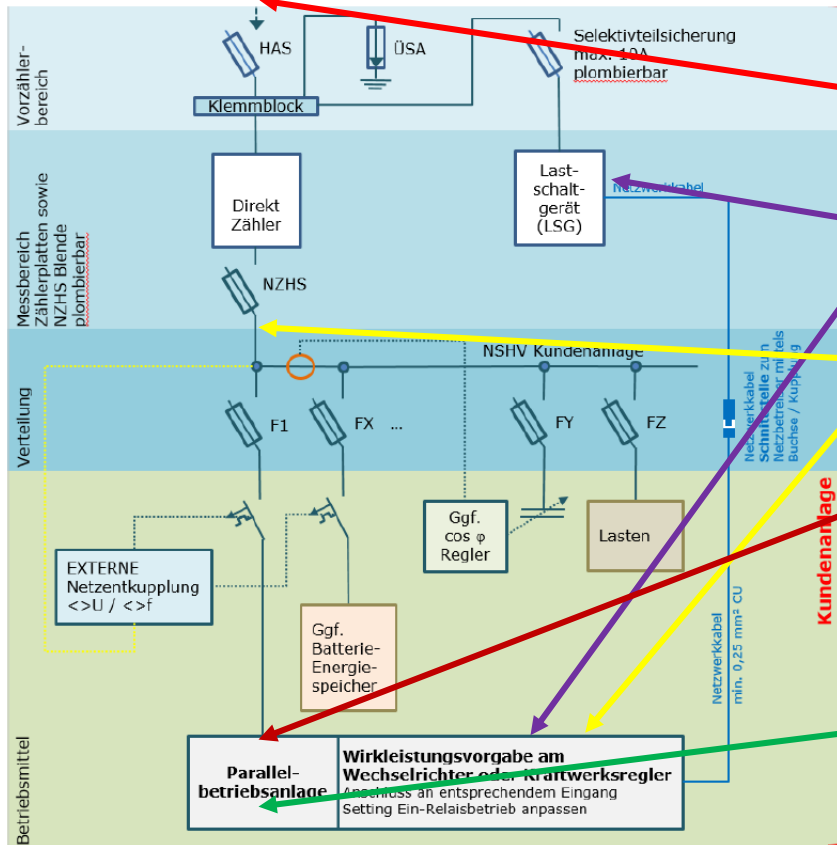 Vorzähler-
bereich
HAS
ÜSA
Selektivteilsicherung
max. 10A
plombierbar
Klemmblock
Messbereich
Zählerplatten sowie
NZHS Blende
plombierbar
Direkt
Zähler
Last-
schalt-
gerät
(LSG)
Netzwerkkabel
NZHS
Verteilung
NSHV Kundenanlage
F1
FX ...
FY
FZ
Netzwerkkabel
Schnittstelle zum
Netzbetreiber mittels
Buchse / Kupplung
Betriebsmittel
EXTERNE
Netzentkupplung
<>U / <>f
Ggf.
cos φ
Regler
Lasten
Ggf.
Batterie-
Energie-
speicher
Netzwerkkabel
min. 0,25 mm² CU
Kundenanlage
Parallel-
betriebsanlage
Wirkleistungsvorgabe am
Wechselrichter oder Kraftwerksregler
Anschluss an entsprechendem Eingang
Setting Ein-Relaisbetrieb anpassen